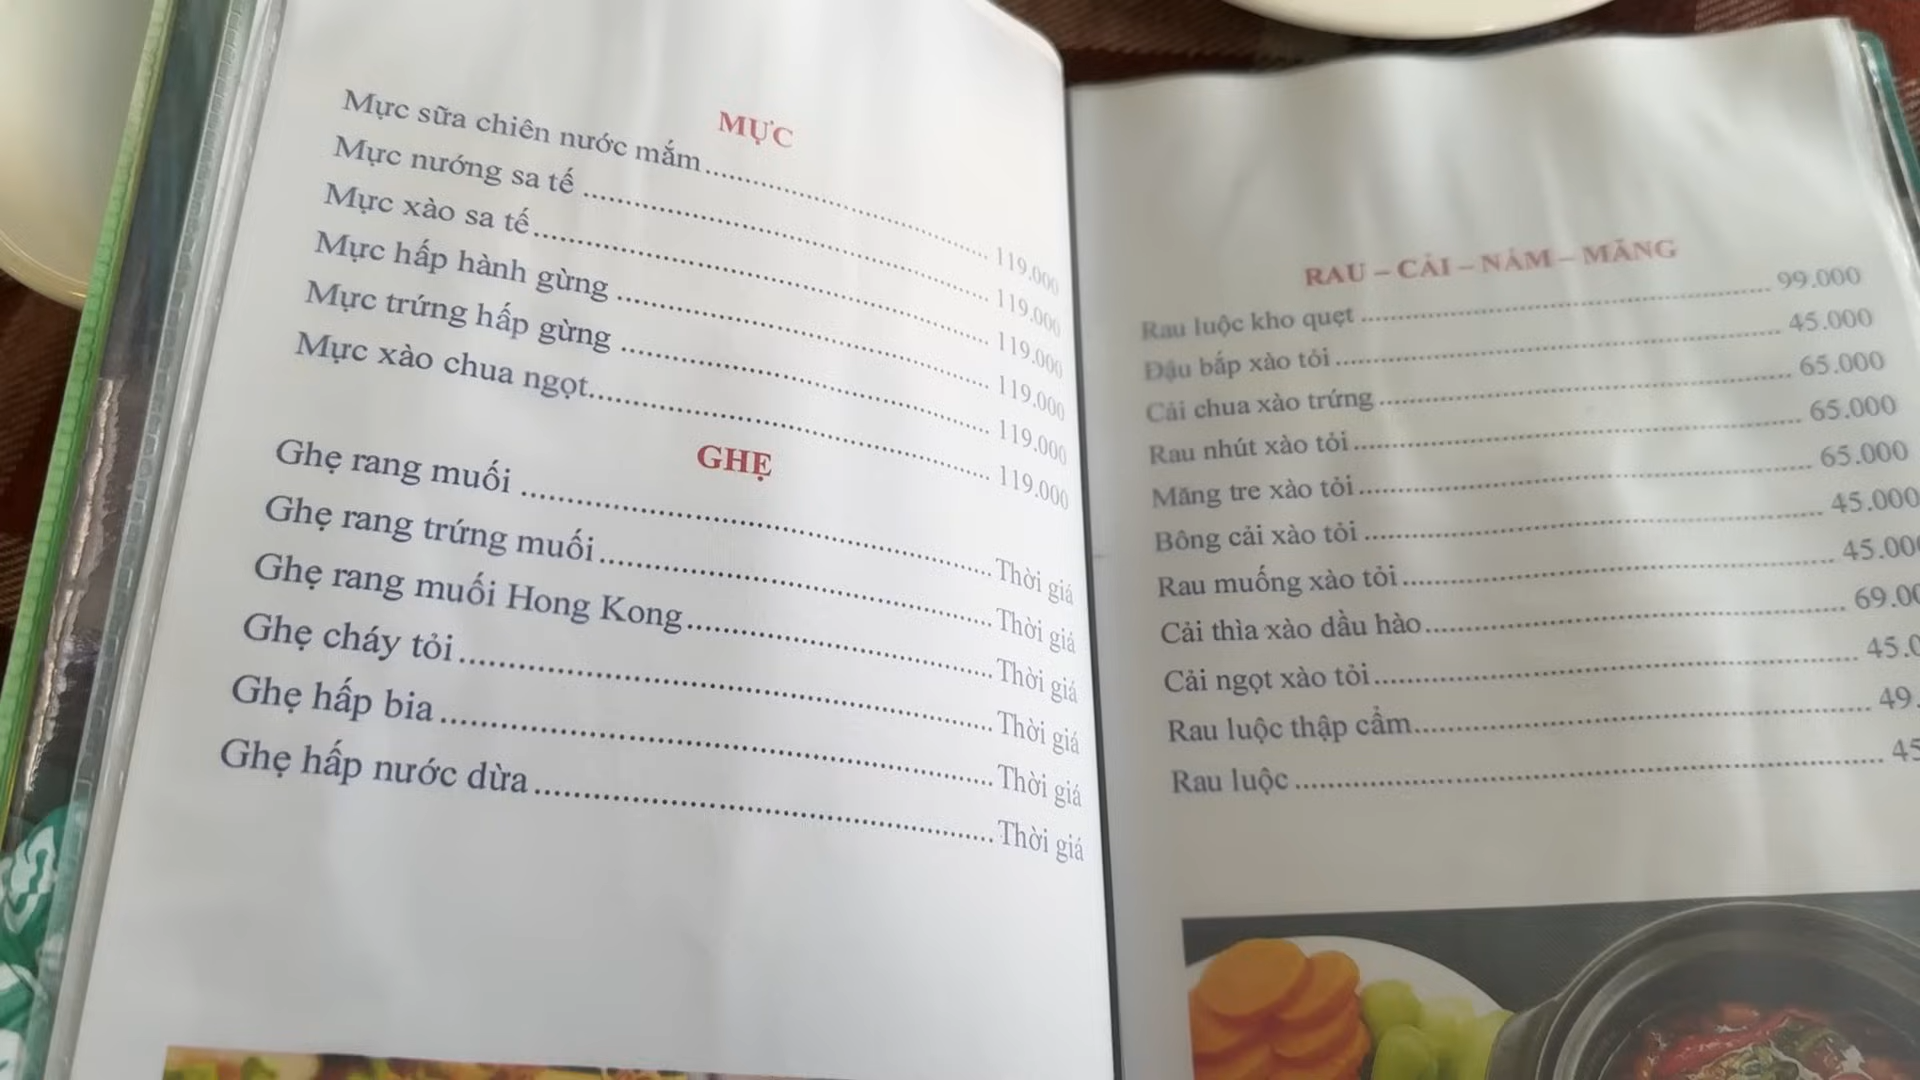 MỰC
Mực sữa chiên nước mắm 119.000
Mực nướng sa tế 119.000
Mực xào sa tế 119.000
Mực hấp hành gừng 119.000
Mực trứng hấp gừng 119.000
Mực xào chua ngọt 119.000
GHẸ
Ghẹ rang muối Thời giá
Ghẹ rang trứng muối Thời giá
Ghẹ rang muối Hong Kong Thời giá
Ghẹ cháy tỏi Thời giá
Ghẹ hấp bia Thời giá
Ghẹ hấp nước dừa Thời giá
RAU – CẢI – NẤM – MĂNG
Rau luộc kho quẹt 99.000
Đậu bắp xào tỏi 45.000
Cải chua xào trứng 65.000
Rau nhút xào tỏi 65.000
Măng tre xào tỏi 65.000
Bông cải xào tỏi 45.000
Rau muống xào tỏi 45.00
Cải thìa xào dầu hào 69.00
Cải ngọt xào tỏi 45.0
Rau luộc thập cẩm 49.
Rau luộc 45